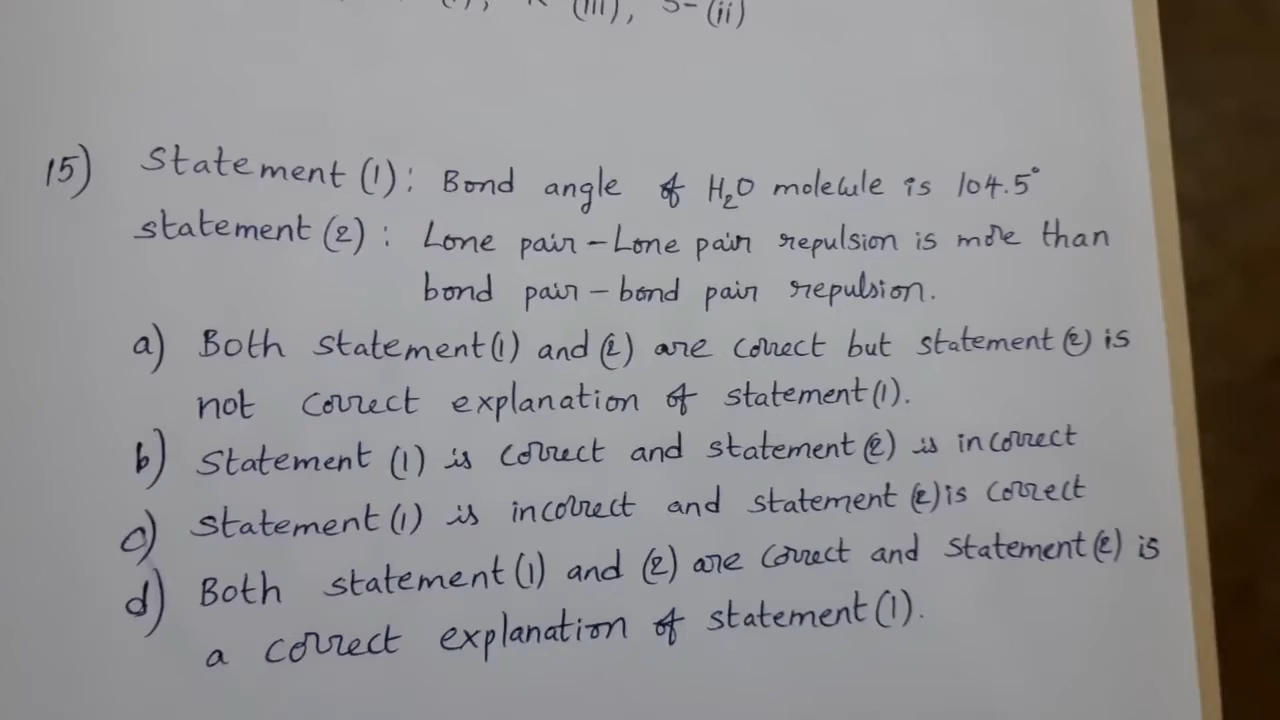 (iii), S-(ii)
15) Statement (1): Bond angle of H₂O molecule is 104.5°
statement (2): Lone pair - Lone pair repulsion is more than
bond pair - bond pair repulsion.
a) Both statement (1) and (2) are correct but statement (2) is
not correct explanation of statement (1).
b) Statement (1) is correct and statement (2) is incorrect
c) Statement (1) is incorrect and statement (2) is correct
d) Both statement (1) and (2) are correct and statement (2) is
a correct explanation of statement (1).